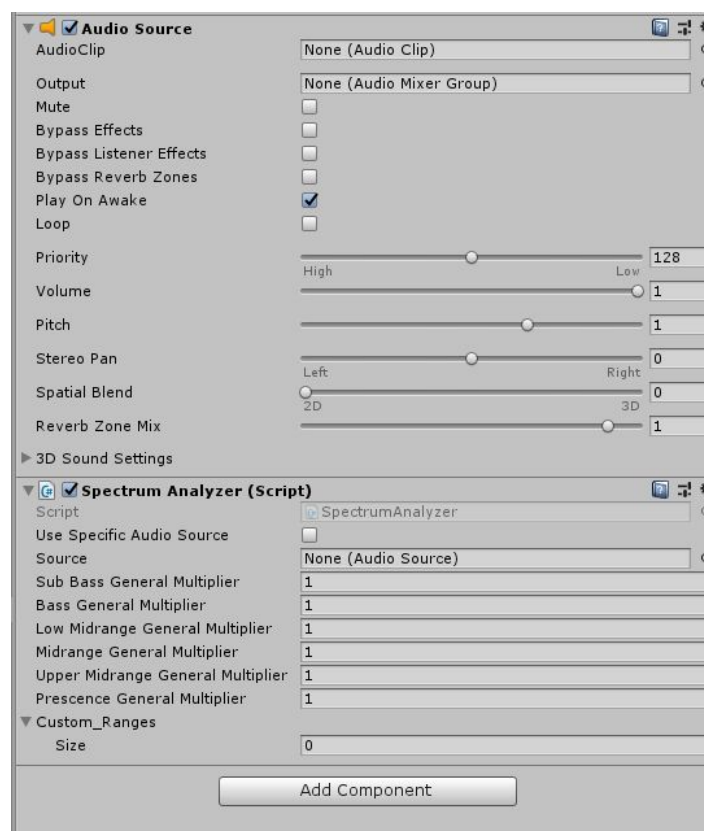 Audio Source
AudioClip None (Audio Clip)
Output None (Audio Mixer Group)
Mute
Bypass Effects
Bypass Listener Effects
Bypass Reverb Zones
Play On Awake
Loop
Priority 128
High Low
Volume 1
Pitch 1
Stereo Pan 0
Left Right
Spatial Blend 0
2D 3D
Reverb Zone Mix 1
3D Sound Settings
Spectrum Analyzer (Script)
Script SpectrumAnalyzer
Use Specific Audio Source
Source None (Audio Source)
Sub Bass General Multiplier 1
Bass General Multiplier 1
Low Midrange General Multiplier 1
Midrange General Multiplier 1
Upper Midrange General Multiplier 1
Prescence General Multiplier 1
Custom_Ranges
Size 0
Add Component